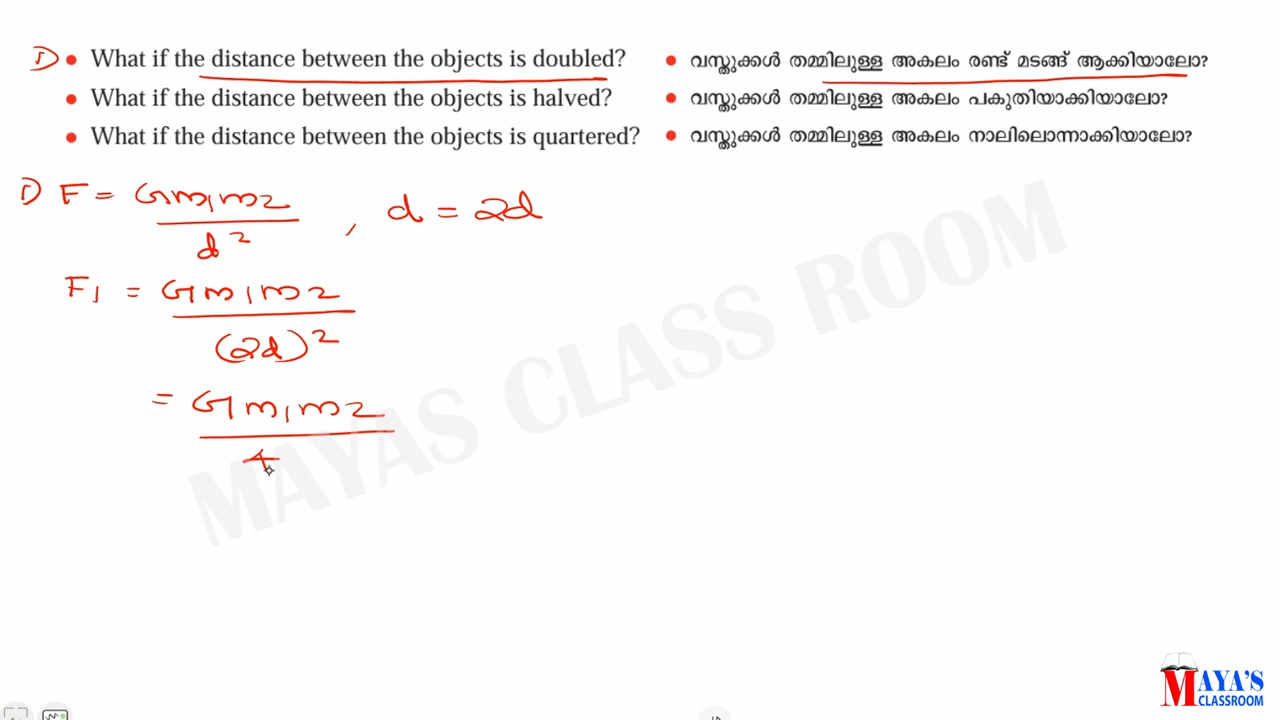 1) • What if the distance between the objects is doubled?
• What if the distance between the objects is halved?
• What if the distance between the objects is quartered?
• വസ്തുക്കൾ തമ്മിലുള്ള അകലം രണ്ട് മടങ്ങ് ആക്കിയാലോ?
• വസ്തുക്കൾ തമ്മിലുള്ള അകലം പകുതിയാക്കിയാലോ?
• വസ്തുക്കൾ തമ്മിലുള്ള അകലം നാലിലൊന്നാക്കിയാലോ?
1) F = Gm1m2 / d², d = 2d
F1 = Gm1m2 / (2d)²
= Gm1m2 / 4
MAYAS CLASS ROOM
MAYA'S
CLASSROOM